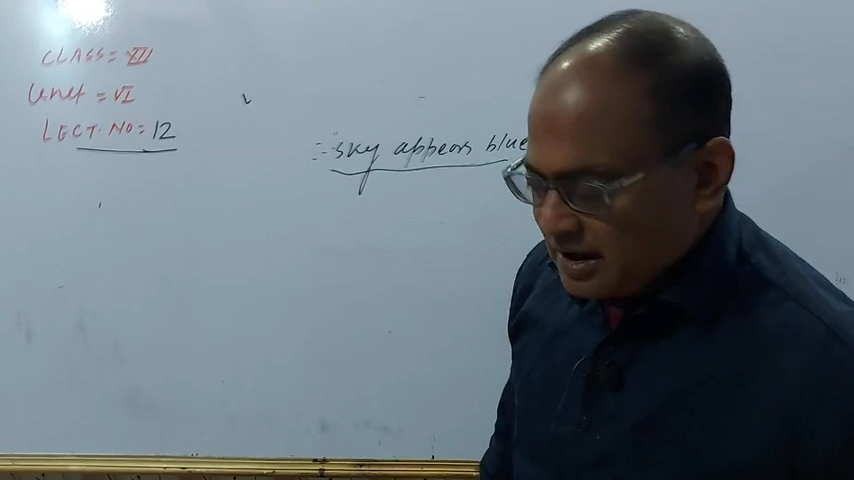 CLASS = XII
Unit = VI
LECT. NO = 12
∴ sky appears blue